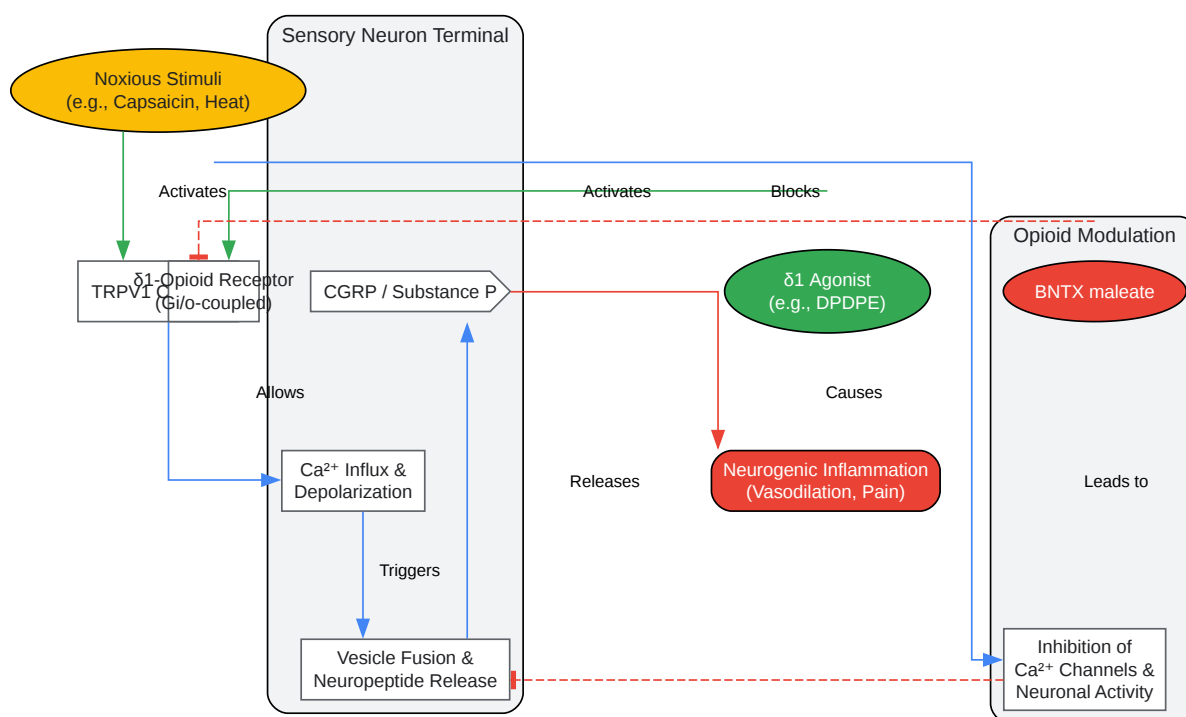 Sensory Neuron Terminal
Noxious Stimuli
(e.g., Capsaicin, Heat)
Activates
Activates
Blocks
Opioid Modulation
TRPV1 C
δ1-Opioid Receptor
(Gi/o-coupled)
CGRP / Substance P
δ1 Agonist
(e.g., DPDPE)
BNTX maleate
Allows
Causes
Ca²⁺ Influx &
Depolarization
Releases
Neurogenic Inflammation
(Vasodilation, Pain)
Leads to
Triggers
Vesicle Fusion &
Neuropeptide Release
Inhibition of
Ca²⁺ Channels &
Neuronal Activity